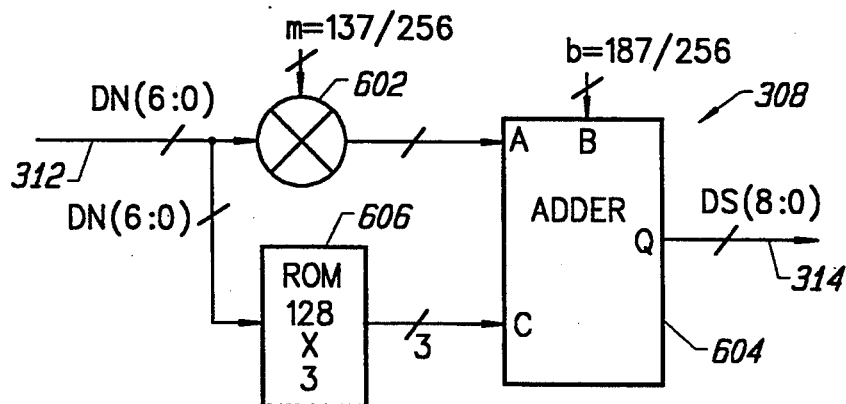 m=137/256
602
b=187/256
DN(6:0)
308
312
A
B
DN(6:0)
606
ADDER
DS(8:0)
Q
314
ROM
128
X
3
3
C
604